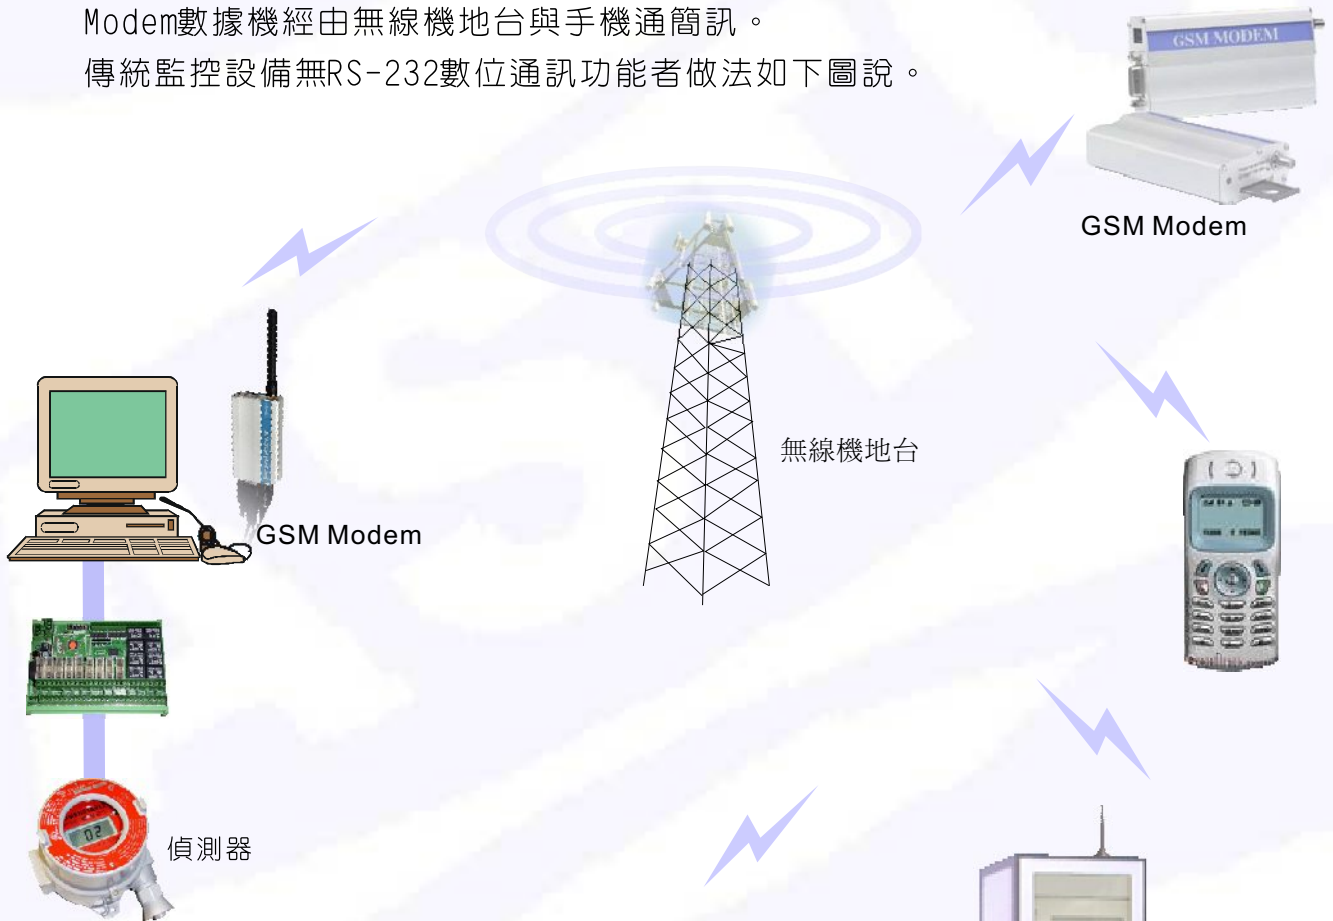 Modem數據機經由無線機地台與手機通簡訊。
傳統監控設備無RS-232數位通訊功能者做法如下圖說。
GSM MODEM
GSM Modem
無線機地台
GSM Modem
偵測器